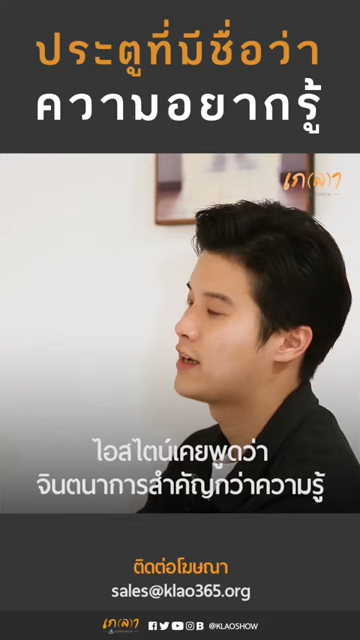 ประตูที่มีชื่อว่า
ความอยากรู้
เก(ลา)
ไอสไตน์เคยพูดว่า
จินตนาการสำคัญกว่าความรู้
ติดต่อโฆษณา
sales@klao365.org
เก(ลา)
@KLAOSHOW